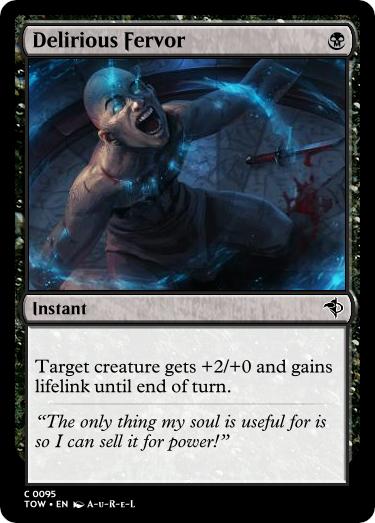 Delirious Fervor
Instant
Target creature gets +2/+0 and gains
lifelink until end of turn.
“The only thing my soul is useful for is
so I can sell it for power!”
C 0095
TOW • EN A-U-R-E-L